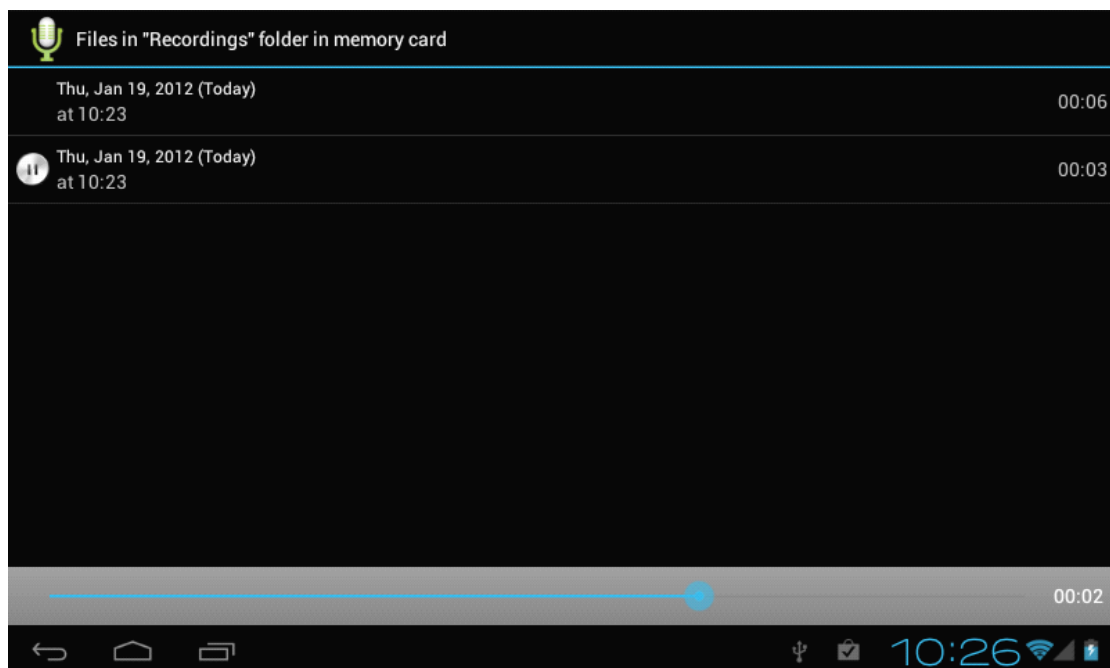 Files in "Recordings" folder in memory card
Thu, Jan 19, 2012 (Today)
at 10:23
00:06
Thu, Jan 19, 2012 (Today)
at 10:23
00:03
00:02
10:26